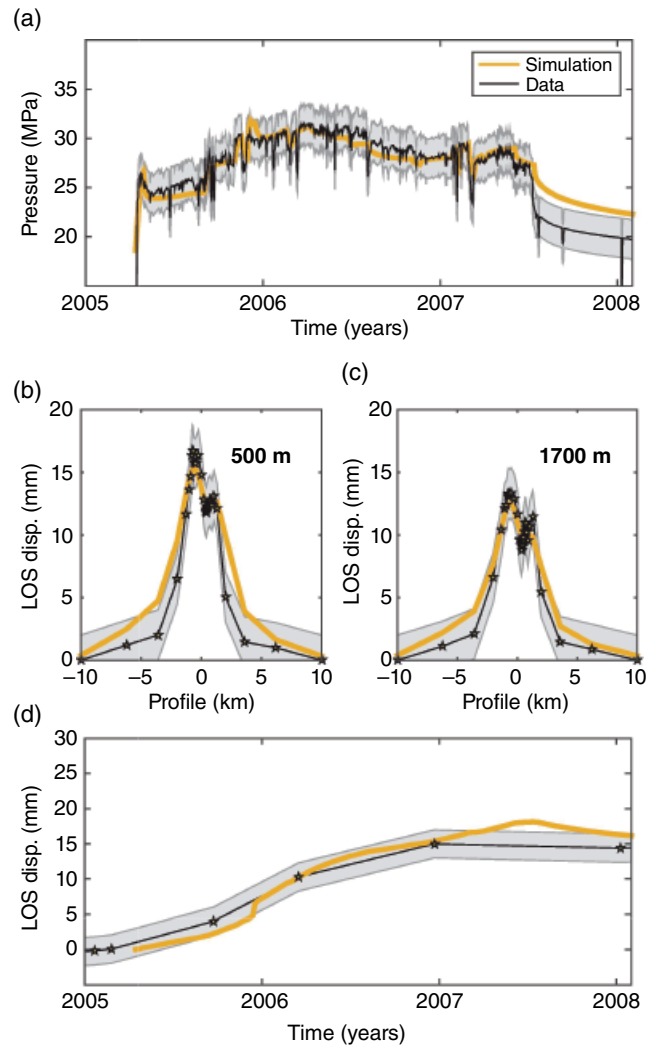 (a)
35
30
25
20
Pressure (MPa)
Simulation
Data
2005 2006 2007 2008
Time (years)
(b)
20
15
10
5
0
LOS disp. (mm)
500 m
−10 −5 0 5 10
Profile (km)
(c)
20
15
10
5
0
LOS disp. (mm)
1700 m
−10 −5 0 5 10
Profile (km)
(d)
30
25
20
15
10
5
0
LOS disp. (mm)
2005 2006 2007 2008
Time (years)